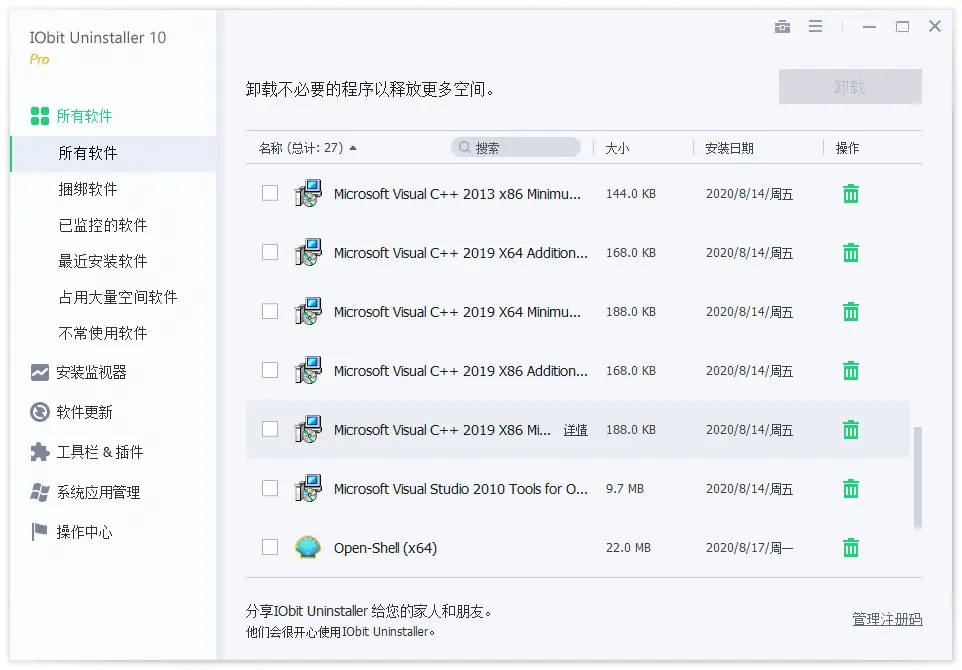 IObit Uninstaller 10
Pro
所有软件
所有软件
捆绑软件
已监控的软件
最近安装软件
占用大量空间软件
不常使用软件
安装监视器
软件更新
工具栏 & 插件
系统应用管理
操作中心
卸载不必要的程序以释放更多空间。
卸载
名称 (总计: 27) 搜索 大小 安装日期 操作
Microsoft Visual C++ 2013 x86 Minimu... 144.0 KB 2020/8/14/周五
Microsoft Visual C++ 2019 X64 Addition... 168.0 KB 2020/8/14/周五
Microsoft Visual C++ 2019 X64 Minimu... 188.0 KB 2020/8/14/周五
Microsoft Visual C++ 2019 X86 Addition... 168.0 KB 2020/8/14/周五
Microsoft Visual C++ 2019 X86 Mi... 详情 188.0 KB 2020/8/14/周五
Microsoft Visual Studio 2010 Tools for O... 9.7 MB 2020/8/14/周五
Open-Shell (x64) 22.0 MB 2020/8/17/周一
分享IObit Uninstaller 给您的家人和朋友。
他们会很开心使用IObit Uninstaller。
管理注册码